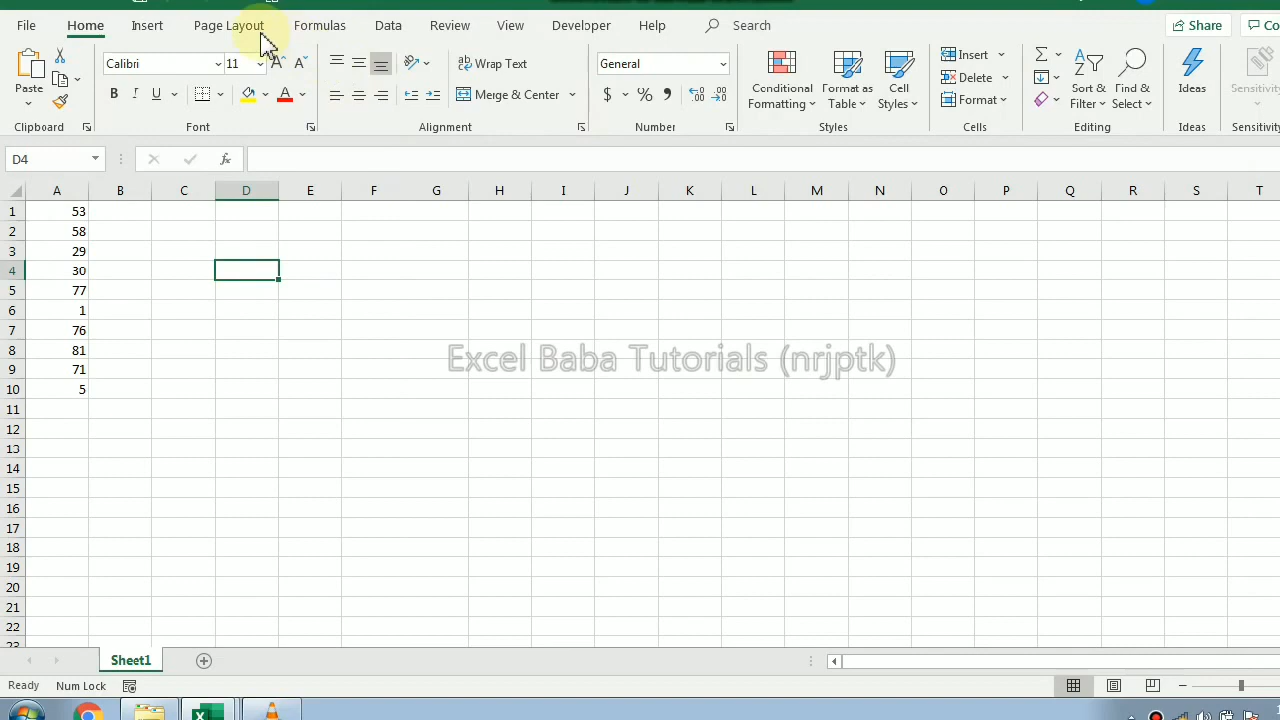 File Home Insert Page Layout Formulas Data Review View Developer Help Search Share Co
Paste Calibri 11 A A Wrap Text General Insert Σ
B I U A Merge & Center $ % Conditional Formatting Format as Table Cell Styles Delete Format Sort & Filter Find & Select Ideas Sensitivity
Clipboard Font Alignment Number Styles Cells Editing Ideas Sensitivity
D4 fx
A B C D E F G H I J K L M N O P Q R S T
1 53
2 58
3 29
4 30
5 77
6 1
7 76
8 81
Excel Baba Tutorials (nrjptk)
9 71
10 5
11
12
13
14
15
16
17
18
19
20
21
22
23
Sheet1
Ready Num Lock